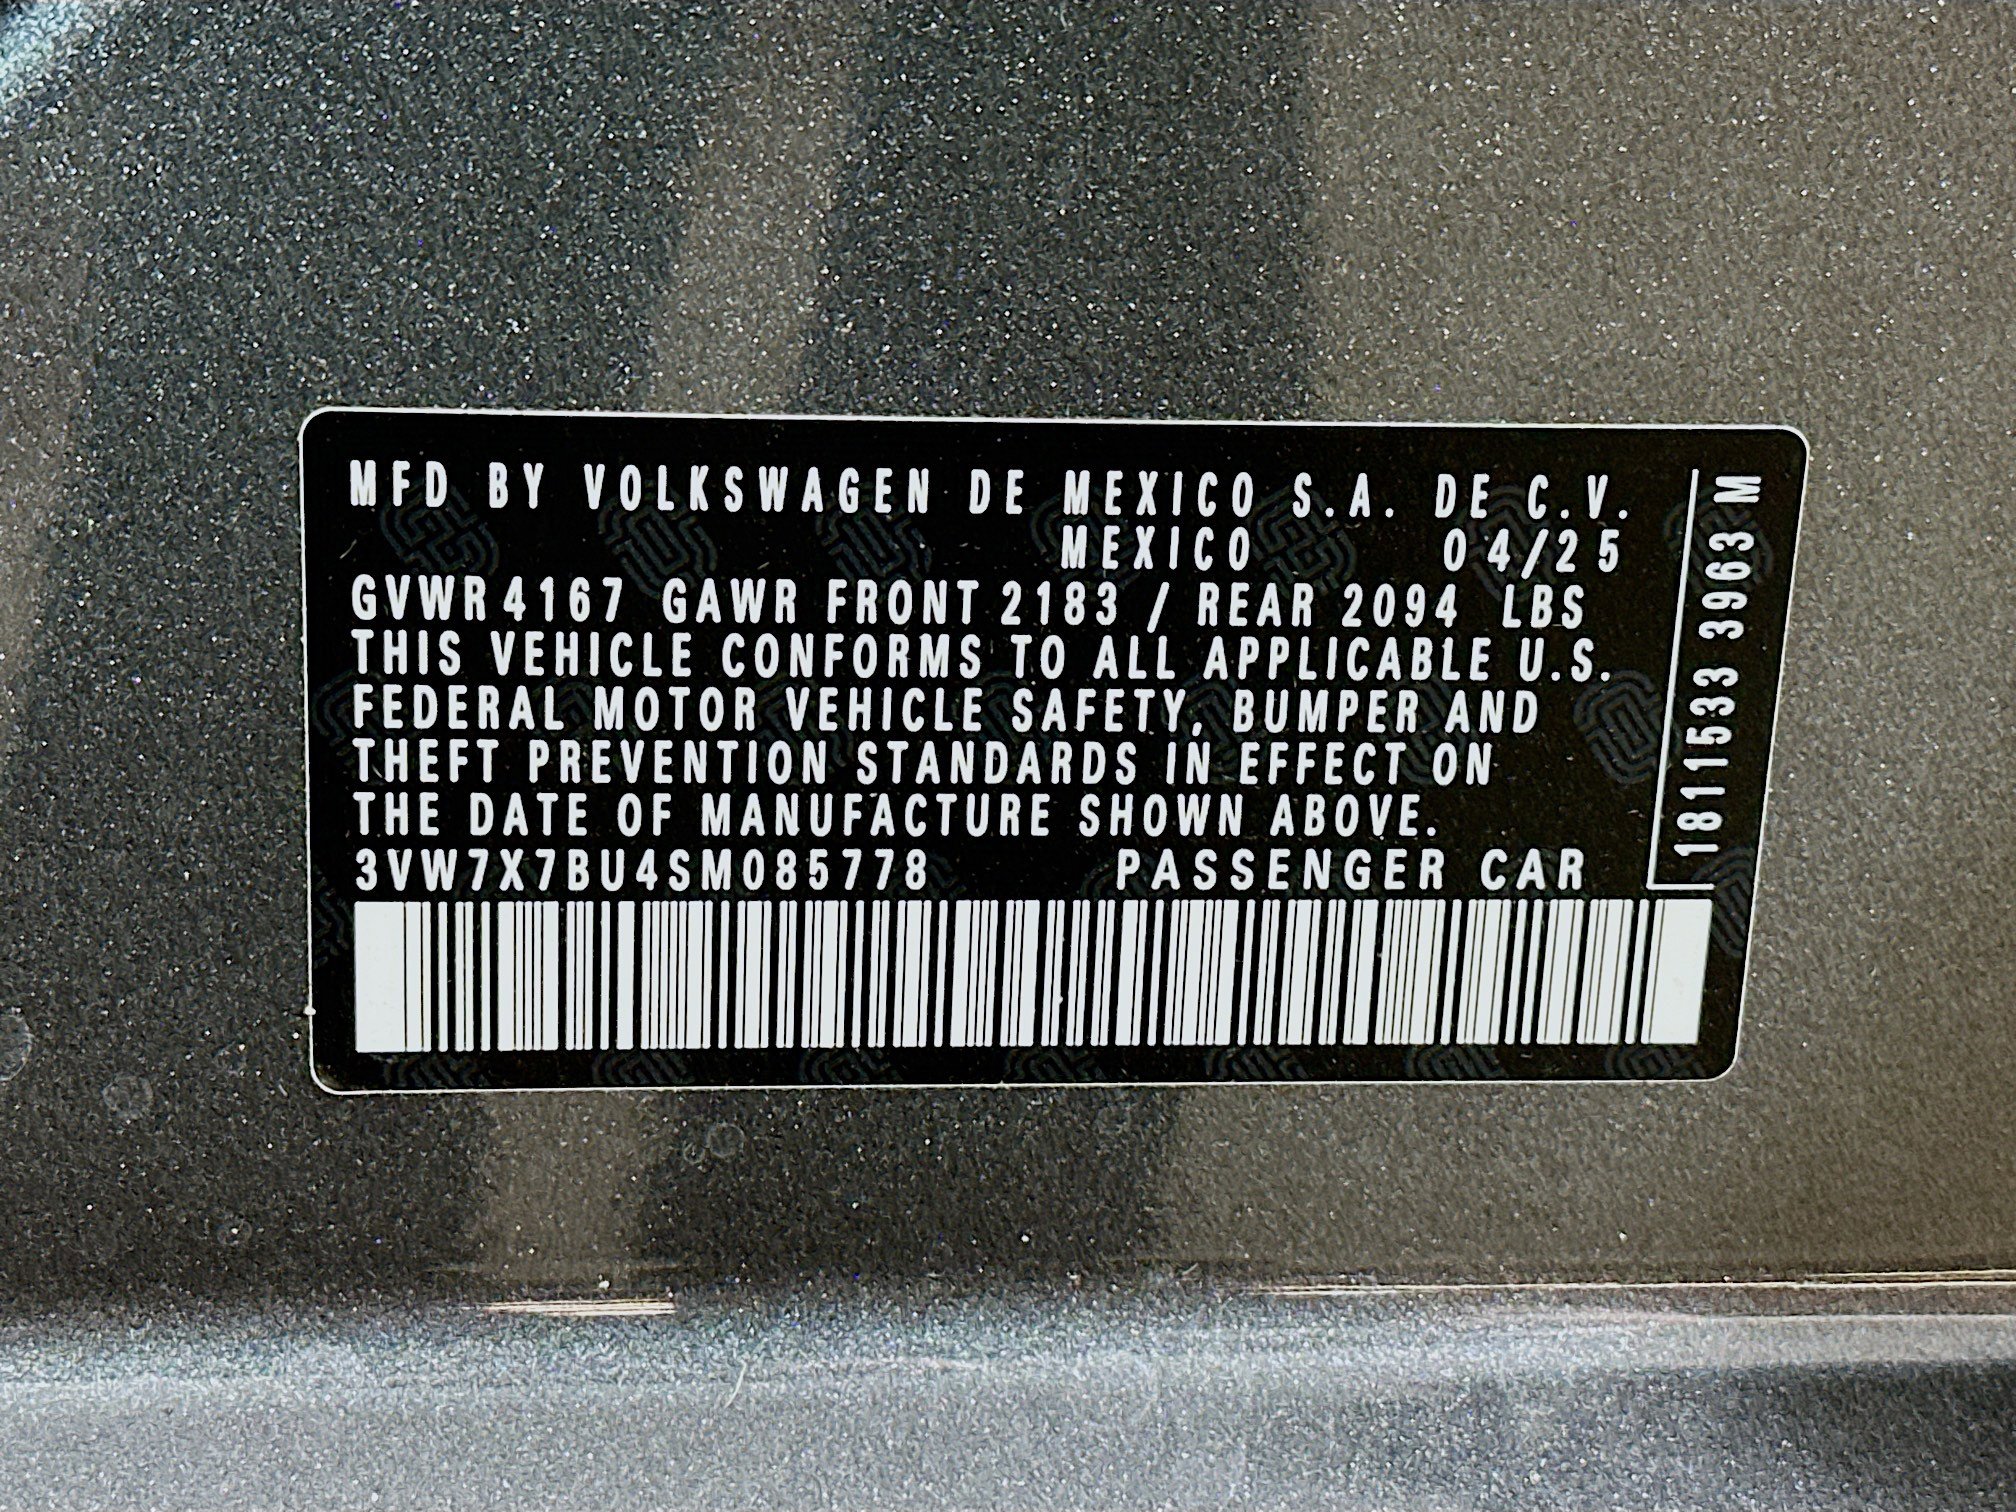 MFD BY VOLKSWAGEN DE MEXICO S.A. DE C.V.
MEXICO 04/25
GVWR 4167 GAWR FRONT 2183 / REAR 2094 LBS
THIS VEHICLE CONFORMS TO ALL APPLICABLE U.S.
FEDERAL MOTOR VEHICLE SAFETY, BUMPER AND
THEFT PREVENTION STANDARDS IN EFFECT ON
THE DATE OF MANUFACTURE SHOWN ABOVE.
3VW7X7BU4SM085778 PASSENGER CAR
1811533 3963 M